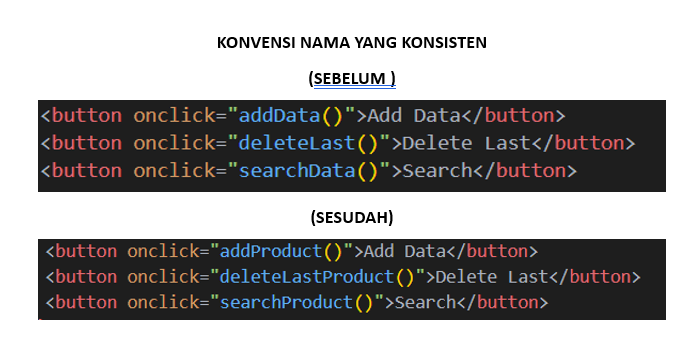 KONVENSI NAMA YANG KONSISTEN
(SEBELUM )
<button onclick="addData()">Add Data</button>
<button onclick="deleteLast()">Delete Last</button>
<button onclick="searchData()">Search</button>
(SESUDAH)
<button onclick="addProduct()">Add Data</button>
<button onclick="deleteLastProduct()">Delete Last</button>
<button onclick="searchProduct()">Search</button>